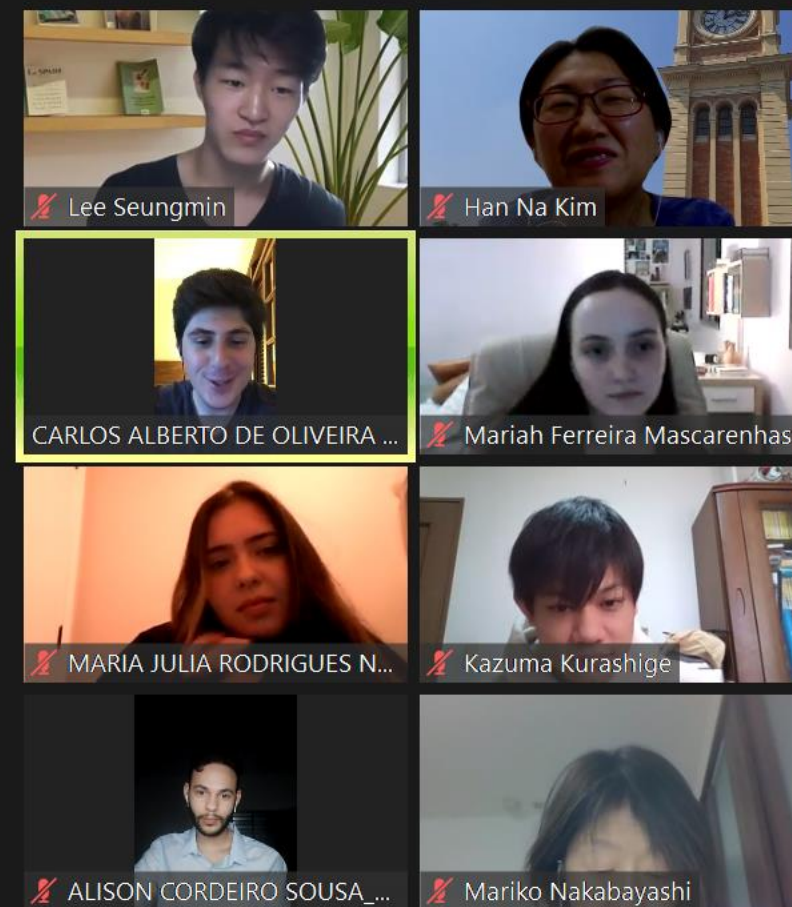 Lee Seungmin
Han Na Kim
CARLOS ALBERTO DE OLIVEIRA ...
Mariah Ferreira Mascarenhas
MARIA JULIA RODRIGUES N...
Kazuma Kurashige
ALISON CORDEIRO SOUSA_...
Mariko Nakabayashi